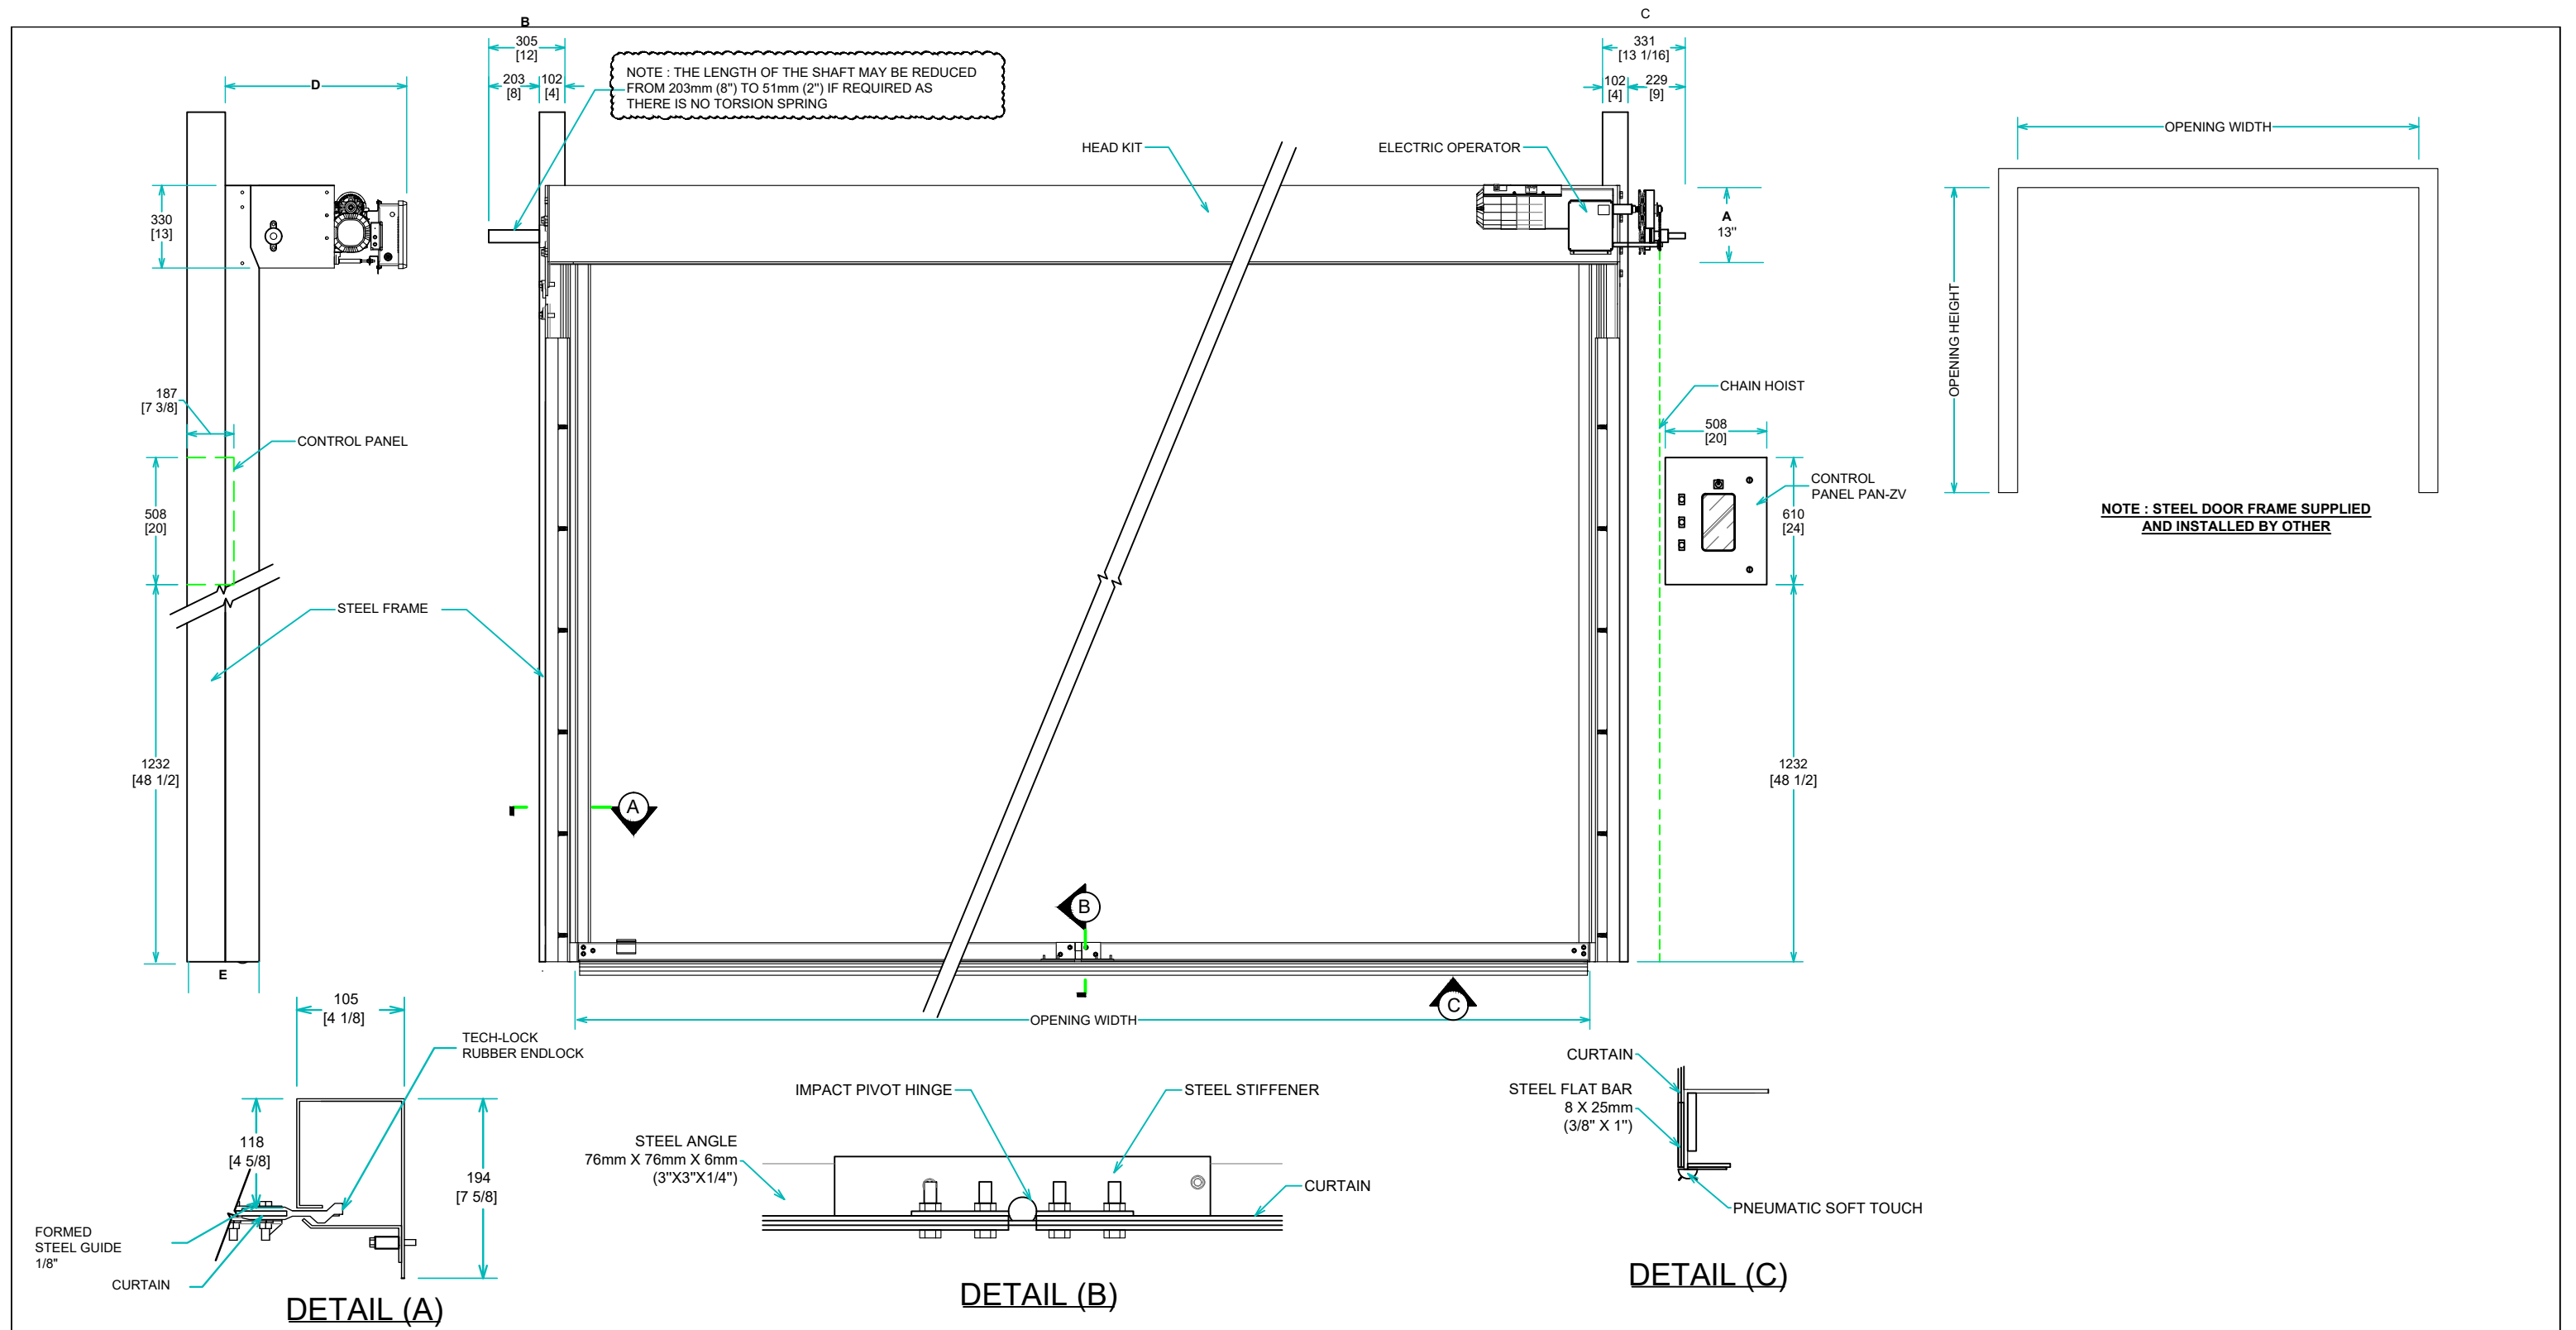 B
C
305
[12]
203
[8]
102
[4]
NOTE : THE LENGTH OF THE SHAFT MAY BE REDUCED
FROM 203mm (8") TO 51mm (2") IF REQUIRED AS
THERE IS NO TORSION SPRING
331
[13 1/16]
102
[4]
229
[9]
D
OPENING WIDTH
HEAD KIT
ELECTRIC OPERATOR
330
[13]
A
13"
OPENING HEIGHT
187
[7 3/8]
CONTROL PANEL
CHAIN HOIST
508
[20]
508
[20]
CONTROL
PANEL PAN-ZV
610
[24]
NOTE : STEEL DOOR FRAME SUPPLIED
AND INSTALLED BY OTHER
STEEL FRAME
1232
[48 1/2]
1232
[48 1/2]
A
B
C
E
OPENING WIDTH
105
[4 1/8]
TECH-LOCK
RUBBER ENDLOCK
118
[4 5/8]
194
[7 5/8]
FORMED
STEEL GUIDE
1/8"
CURTAIN
DETAIL (A)
IMPACT PIVOT HINGE
STEEL STIFFENER
STEEL ANGLE
76mm X 76mm X 6mm
(3"X3"X1/4")
CURTAIN
DETAIL (B)
CURTAIN
STEEL FLAT BAR
8 X 25mm
(3/8" X 1")
PNEUMATIC SOFT TOUCH
DETAIL (C)